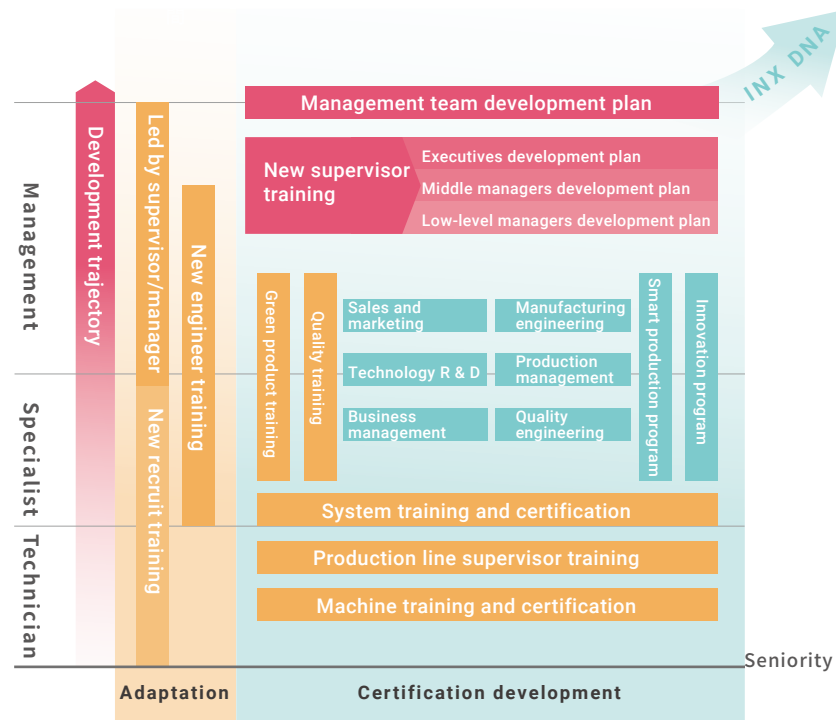 INX DNA
Management
Specialist
Technician
Development trajectory
Led by supervisor/manager
New recruit training
New engineer training
Management team development plan
New supervisor
training
Executives development plan
Middle managers development plan
Low-level managers development plan
Green product training
Quality training
Sales and
marketing
Manufacturing
engineering
Technology R & D
Production
management
Business
management
Quality
engineering
Smart production program
Innovation program
System training and certification
Production line supervisor training
Machine training and certification
Seniority
Adaptation
Certification development